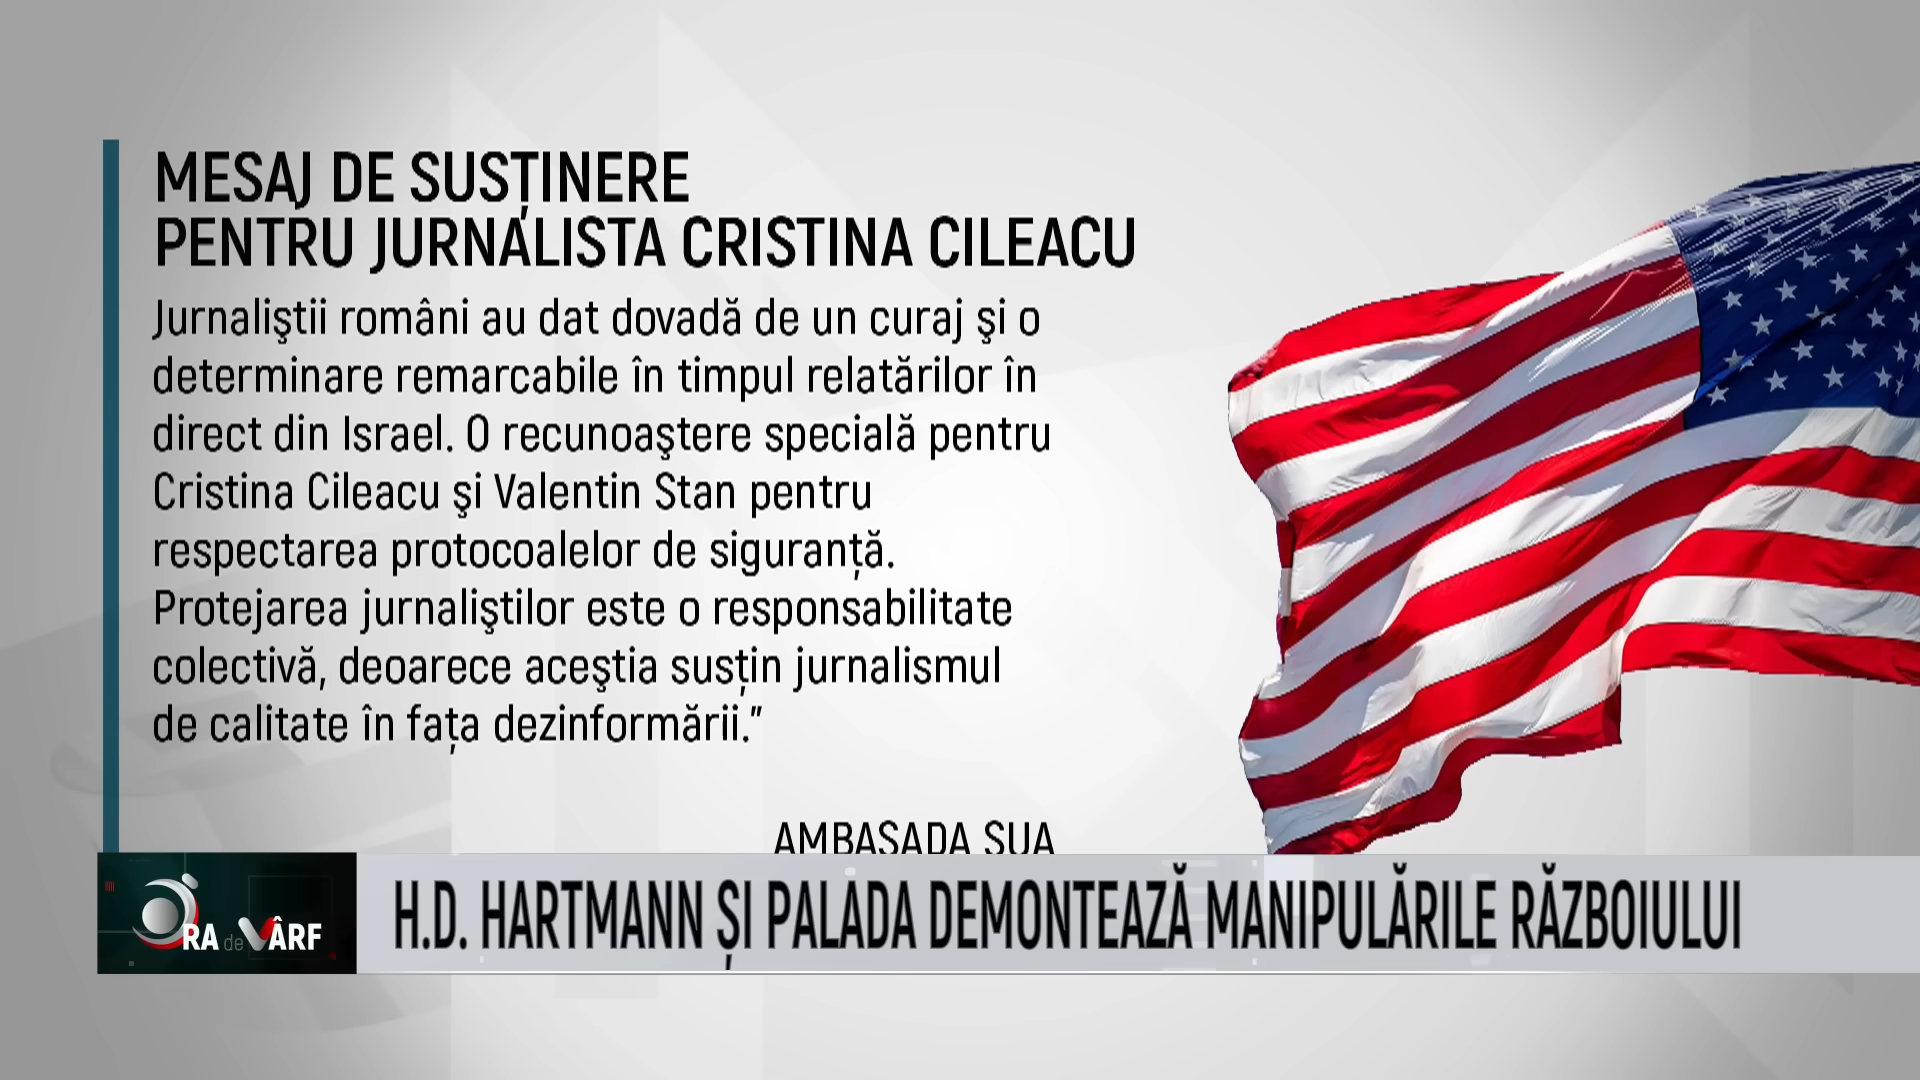 MESAJ DE SUSȚINERE
PENTRU JURNALISTA CRISTINA CILEACU
Jurnaliştii români au dat dovadă de un curaj şi o
determinare remarcabile în timpul relatărilor în
direct din Israel. O recunoaştere specială pentru
Cristina Cileacu şi Valentin Stan pentru
respectarea protocoalelor de siguranță.
Protejarea jurnaliştilor este o responsabilitate
colectivă, deoarece aceştia susțin jurnalismul
de calitate în fața dezinformării.”
AMBASADA SUA
ORA de VÂRF
H.D. HARTMANN ȘI PALADA DEMONTEAZĂ MANIPULĂRILE RĂZBOIULUI